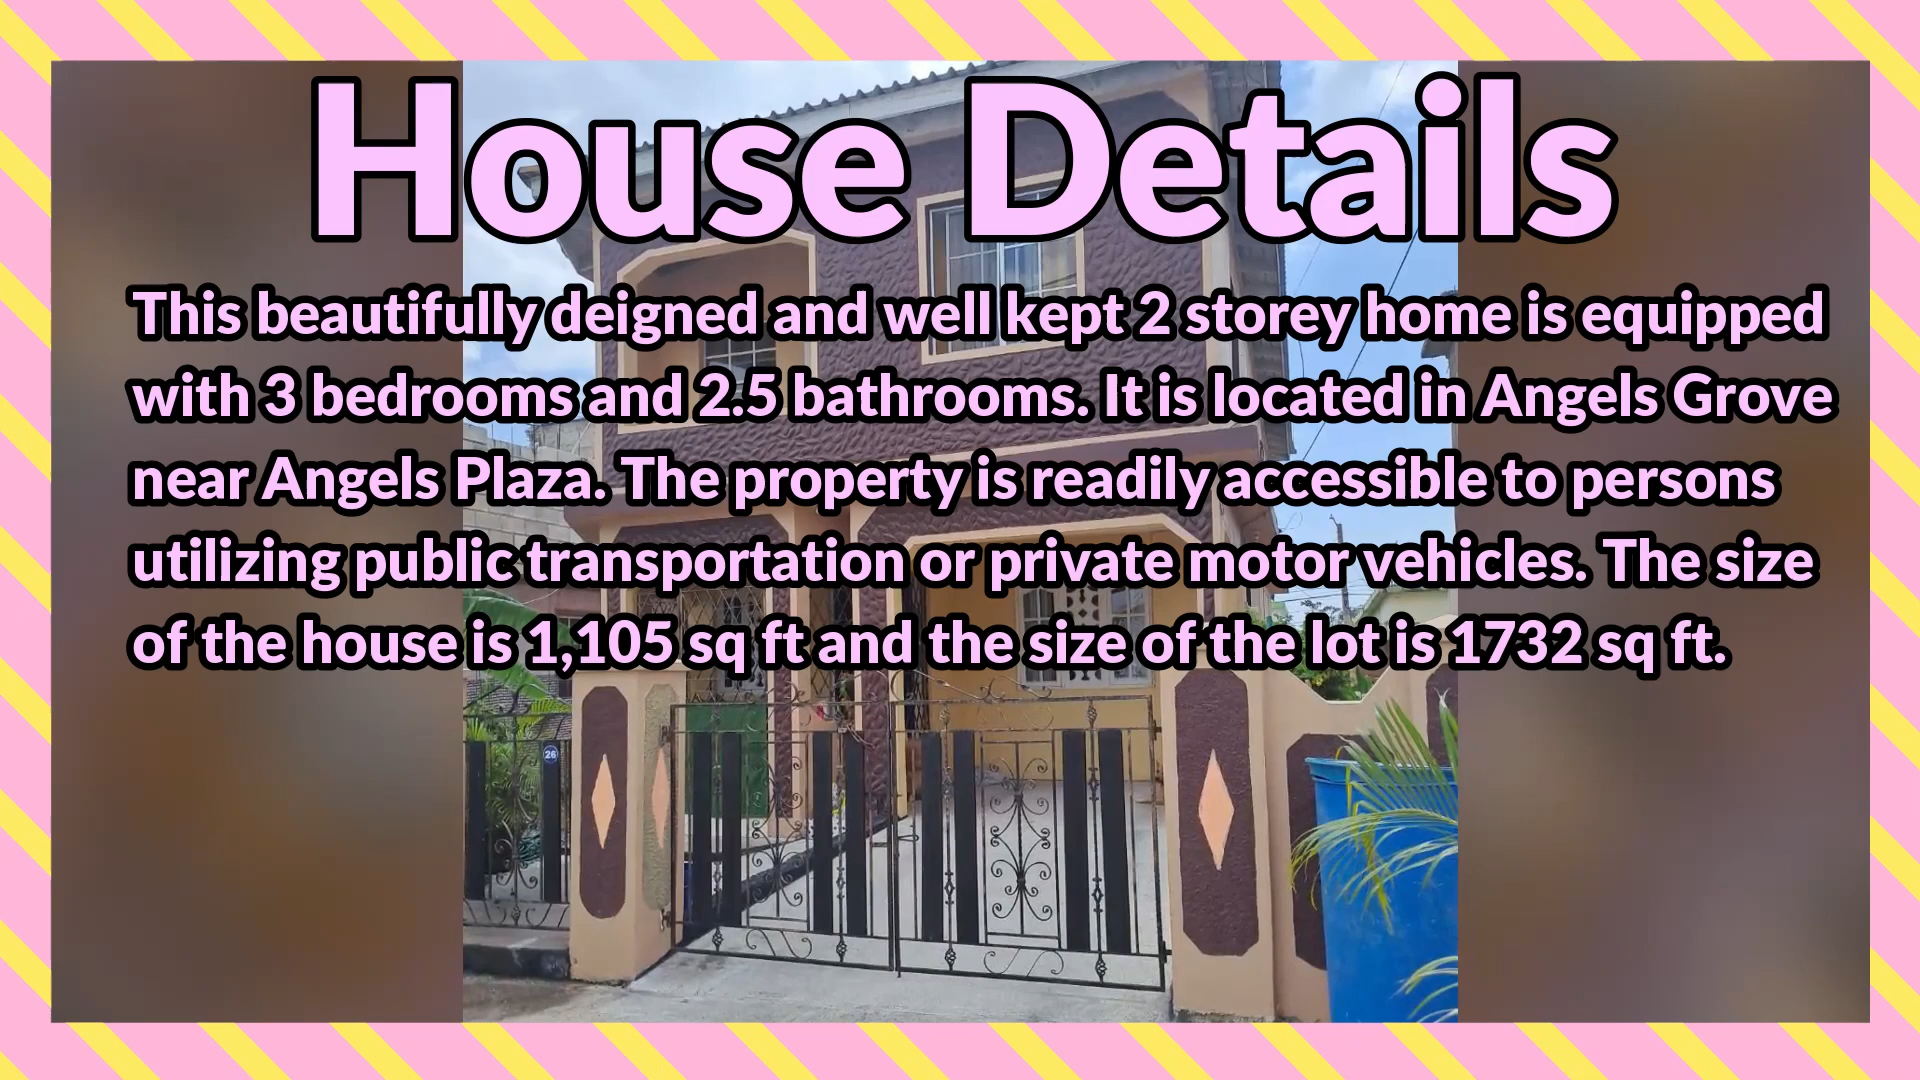 House Details
This beautifully deigned and well kept 2 storey home is equipped
with 3 bedrooms and 2.5 bathrooms. It is located in Angels Grove
near Angels Plaza. The property is readily accessible to persons
utilizing public transportation or private motor vehicles. The size
of the house is 1,105 sq ft and the size of the lot is 1732 sq ft.
26